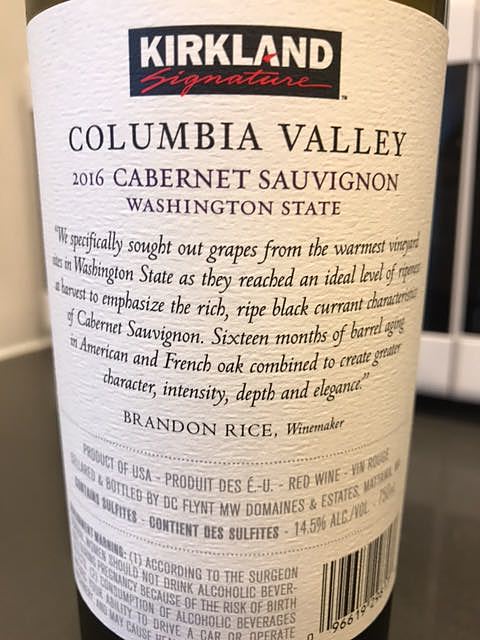 KIRKLAND
Signature™
COLUMBIA VALLEY
2016 CABERNET SAUVIGNON
WASHINGTON STATE
"We specifically sought out grapes from the warmest vineyard
sites in Washington State as they reached an ideal level of ripeness
at harvest to emphasize the rich, ripe black currant characteristics
of Cabernet Sauvignon. Sixteen months of barrel aging
in American and French oak combined to create greater
character, intensity, depth and elegance."
BRANDON RICE, Winemaker
PRODUCT OF USA - PRODUIT DES É.-U. - RED WINE - VIN ROUGE
CELLARED & BOTTLED BY DC FLYNT MW DOMAINES & ESTATES, MATTAWA, WA
CONTAINS SULFITES - CONTIENT DES SULFITES - 14.5% ALC./VOL - 750mL
GOVERNMENT WARNING: (1) ACCORDING TO THE SURGEON
WOMEN SHOULD NOT DRINK ALCOHOLIC BEVER-
PREGNANCY BECAUSE OF THE RISK OF BIRTH
CONSUMPTION OF ALCOHOLIC BEVERAGES
ABILITY TO DRIVE A CAR OR OPERATE
AND MAY CAUSE
0 96619